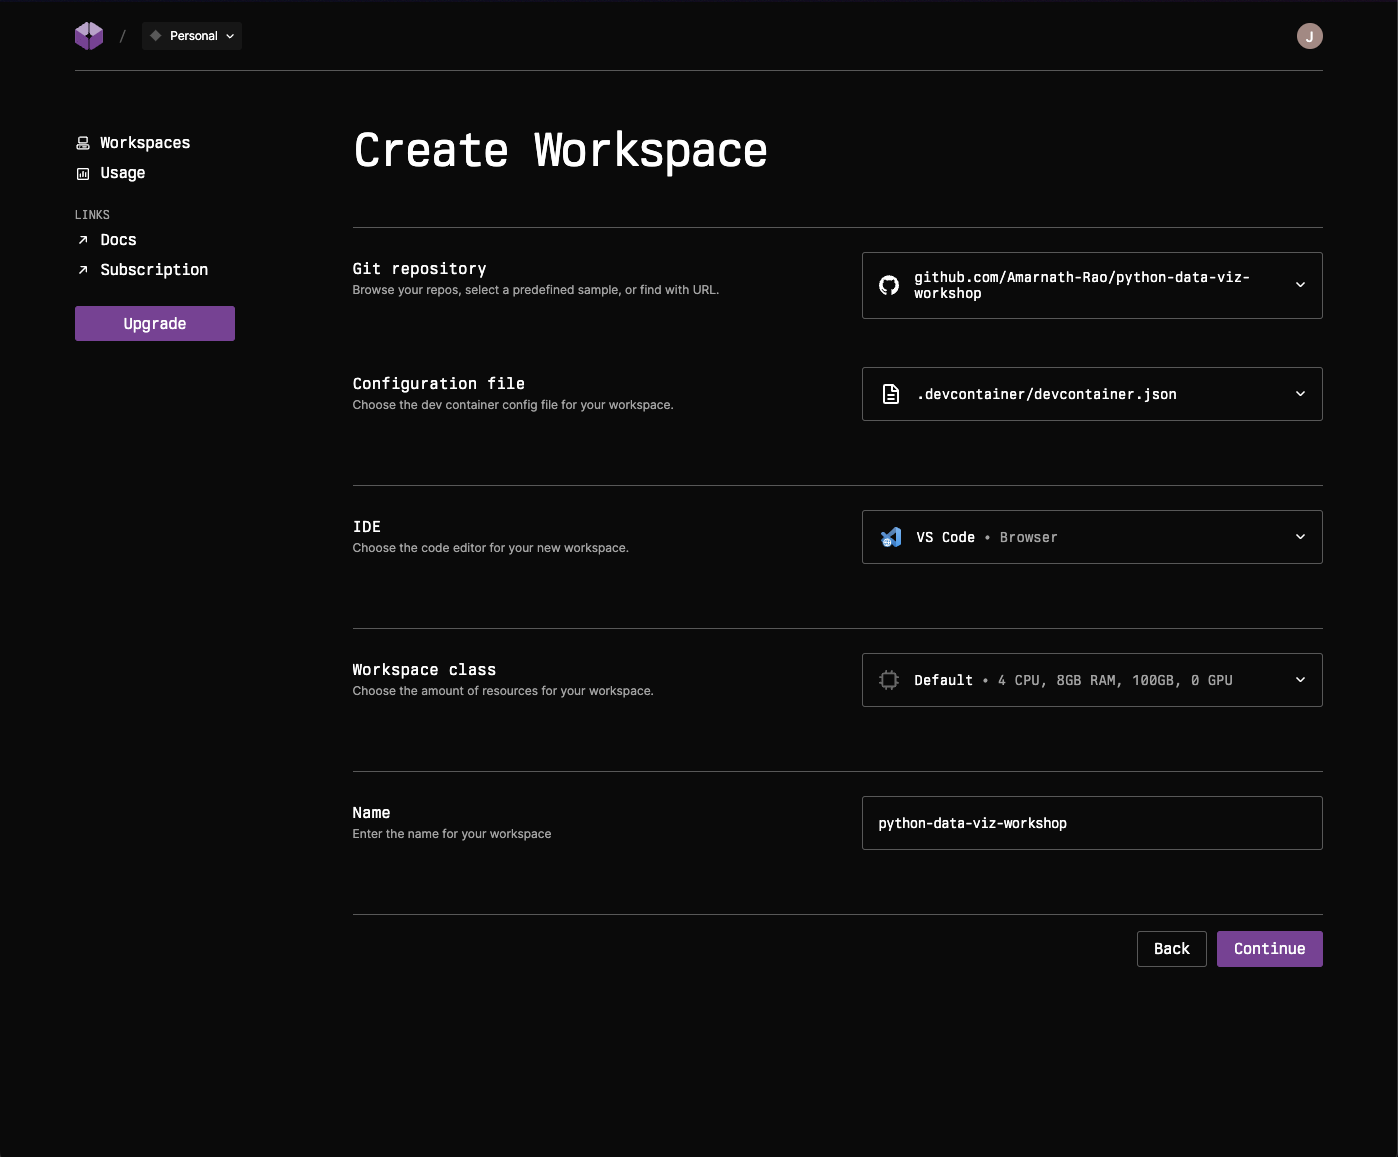 / Personal
J
Workspaces
Usage
LINKS
Docs
Subscription
Upgrade
Create Workspace
Git repository
Browse your repos, select a predefined sample, or find with URL.
github.com/Amarnath-Rao/python-data-viz-
workshop
Configuration file
Choose the dev container config file for your workspace.
.devcontainer/devcontainer.json
IDE
Choose the code editor for your new workspace.
VS Code • Browser
Workspace class
Choose the amount of resources for your workspace.
Default • 4 CPU, 8GB RAM, 100GB, 0 GPU
Name
Enter the name for your workspace
python-data-viz-workshop
Back
Continue